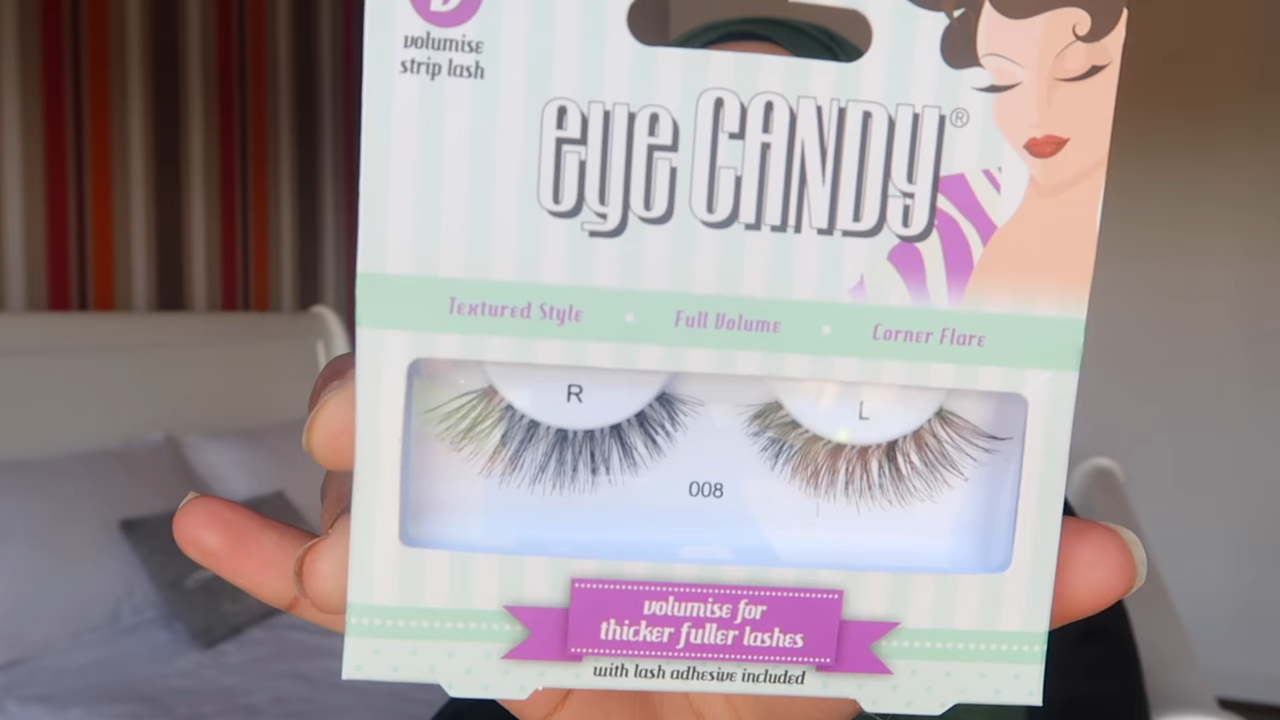 volumise
strip lash
eye CANDY®
Textured Style • Full Volume • Corner Flare
R
L
008
volumise for
thicker fuller lashes
with lash adhesive included